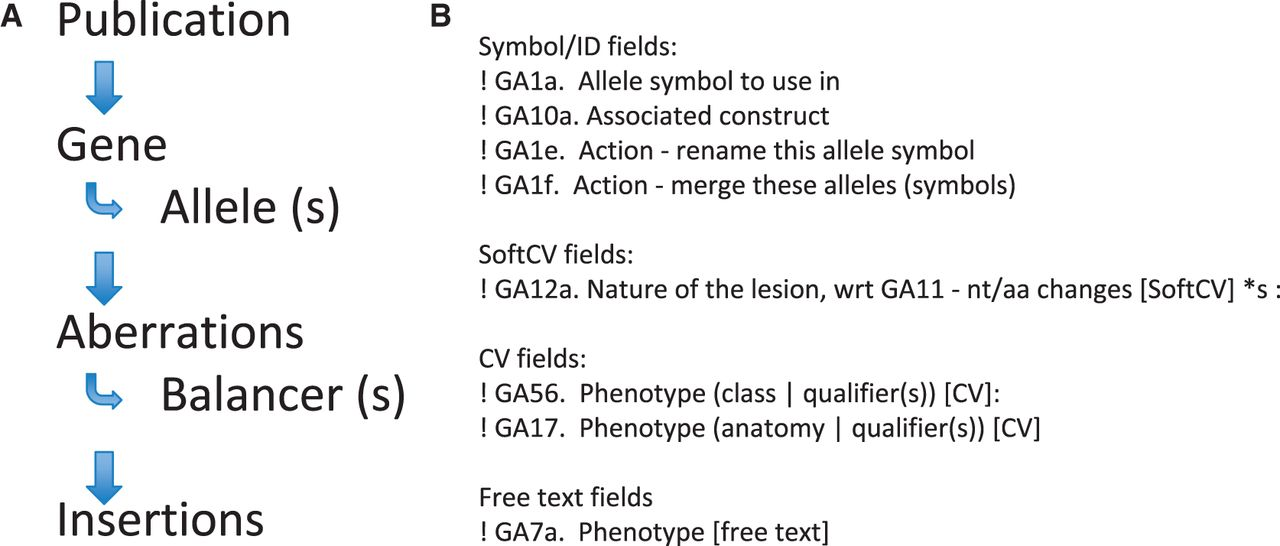 A
Publication
Gene
Allele (s)
Aberrations
Balancer (s)
Insertions
B
Symbol/ID fields:
! GA1a.  Allele symbol to use in
! GA10a. Associated construct
! GA1e.  Action - rename this allele symbol
! GA1f.  Action - merge these alleles (symbols)
SoftCV fields:
! GA12a. Nature of the lesion, wrt GA11 - nt/aa changes [SoftCV] *s :
CV fields:
! GA56.  Phenotype (class | qualifier(s)) [CV]:
! GA17.  Phenotype (anatomy | qualifier(s)) [CV]
Free text fields
! GA7a.  Phenotype [free text]